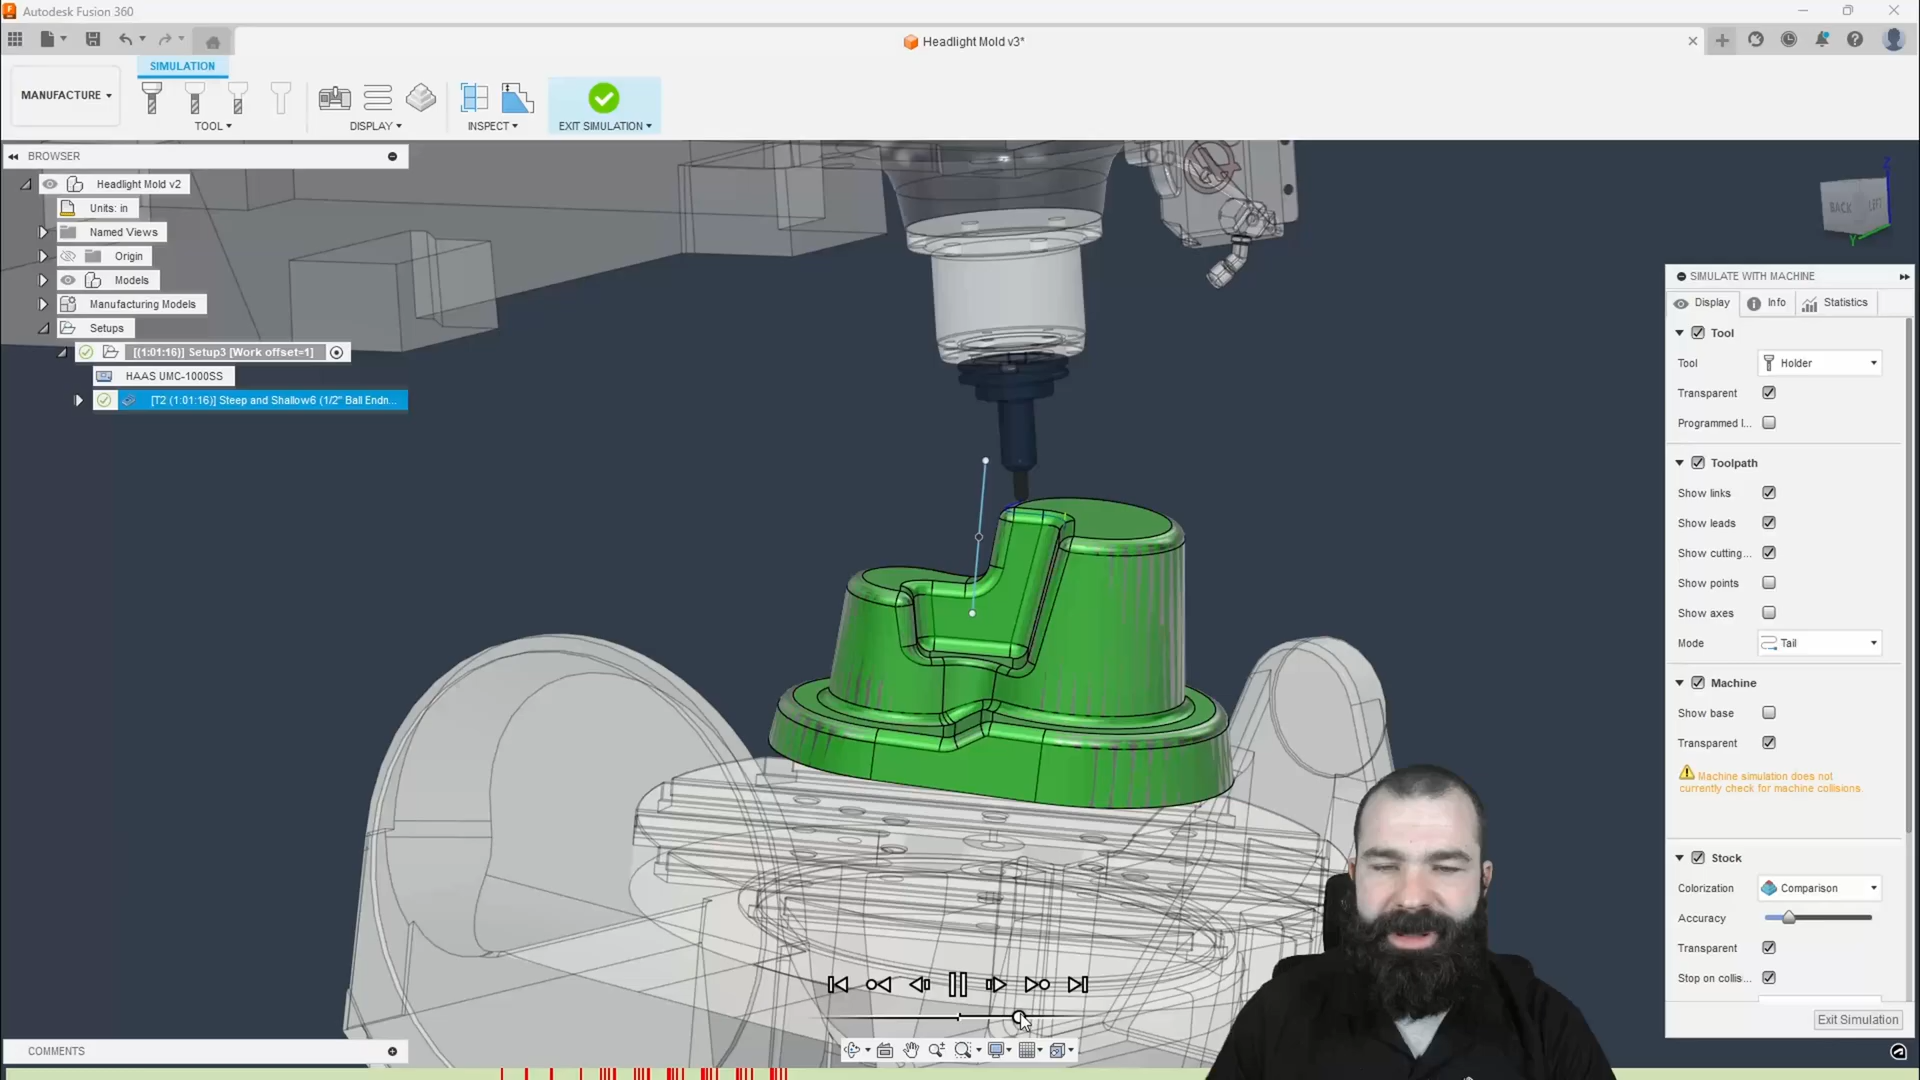 Autodesk Fusion 360
Headlight Mold v3*
SIMULATION
MANUFACTURE
TOOL
DISPLAY
INSPECT
EXIT SIMULATION
BROWSER
Headlight Mold v2
Units: in
Named Views
Origin
Models
Manufacturing Models
Setups
[(1:01:16)] Setup3 [Work offset=1]
HAAS UMC-1000SS
[T2 (1:01:16)] Steep and Shallow6 (1/2" Ball Endn...
Z
BACK
LEFT
Y
SIMULATE WITH MACHINE
Display
Info
Statistics
Tool
Tool
Holder
Transparent
Programmed l...
Toolpath
Show links
Show leads
Show cutting...
Show points
Show axes
Mode
Tail
Machine
Show base
Transparent
Machine simulation does not
currently check for machine collisions.
Stock
Colorization
Comparison
Accuracy
Transparent
Stop on collis...
Exit Simulation
COMMENTS